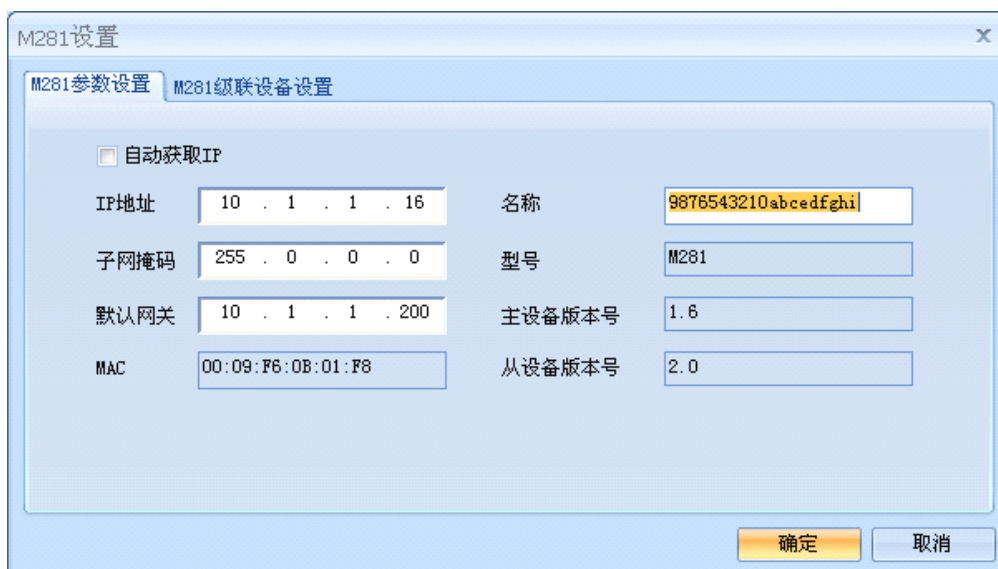 M281设置
M281参数设置 M281级联设备设置
自动获取IP
IP地址 10 . 1 . 1 . 16 名称 9876543210abcedfghi
子网掩码 255 . 0 . 0 . 0 型号 M281
默认网关 10 . 1 . 1 . 200 主设备版本号 1.6
MAC 00:09:F6:0B:01:F8 从设备版本号 2.0
确定 取消